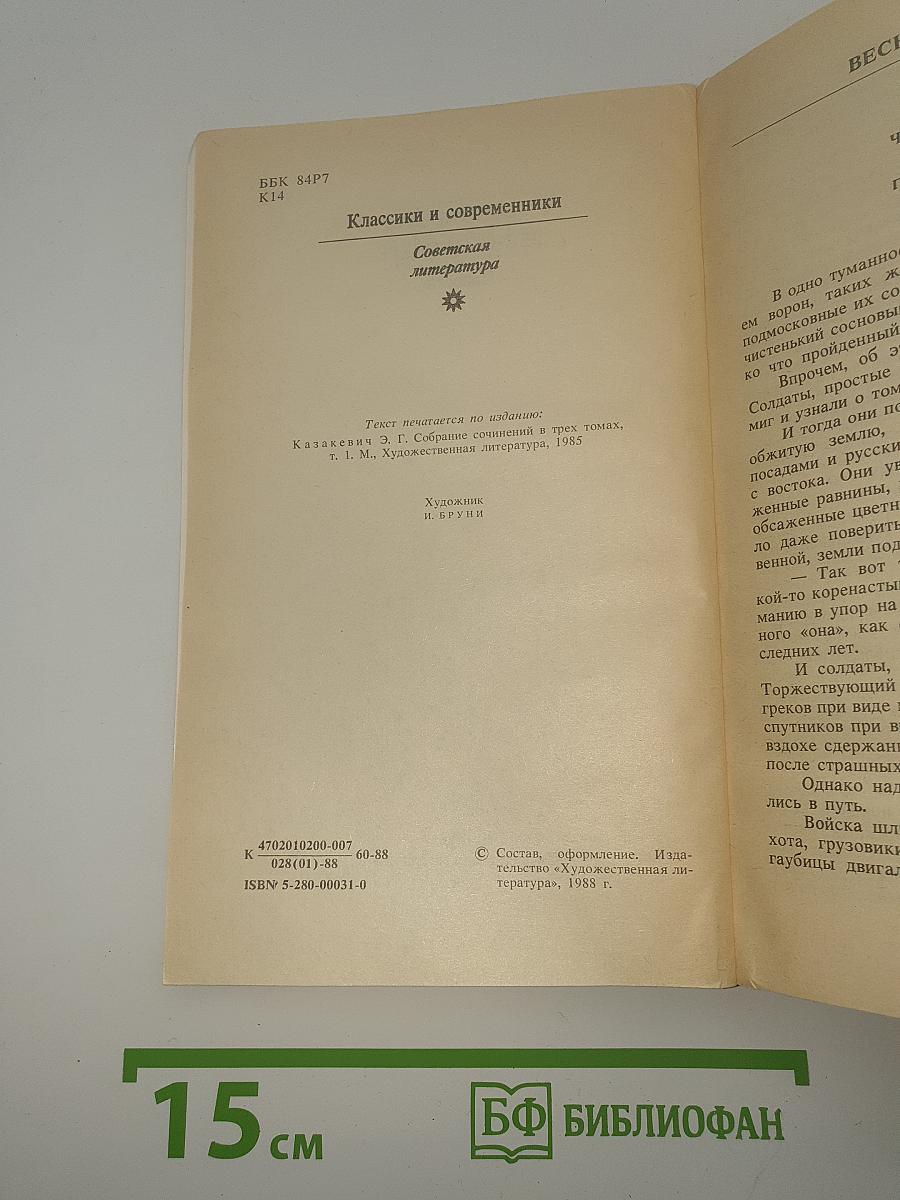 ББК 84Р7
К14
Классики и современники
Советская
литература
Текст печатается по изданию:
Казакевич Э. Г. Собрание сочинений в трех томах,
т. 1. М., Художественная литература, 1985
Художник
И. БРУНИ
К 4702010200-007 60-88
028(01)-88
ISBN 5-280-00031-0
© Состав, оформление. Изда-
тельство «Художественная ли-
тература», 1988 г.
В одно туманно
ем ворон, таких
подмосковные их
чистенький сосновы
ко что пройденный
Впрочем, об
Солдаты, простые
миг и узнали о том
И тогда они
обжитую землю,
посадами и русски
с востока. Они
женные равнины,
обсаженные цветн
ло даже поверить
венной, земли под
— Так вот
кой-то коренасты
манию в упор на
ного «она», как
следних лет.
И солдаты,
Торжествующий
греков при виде
спутников при
вздохе сдержан
после страшных
Однако над
лись в путь.
Войска шл
хота, грузовики
гаубицы двигал
15 см
БФ БИБЛИОФАН